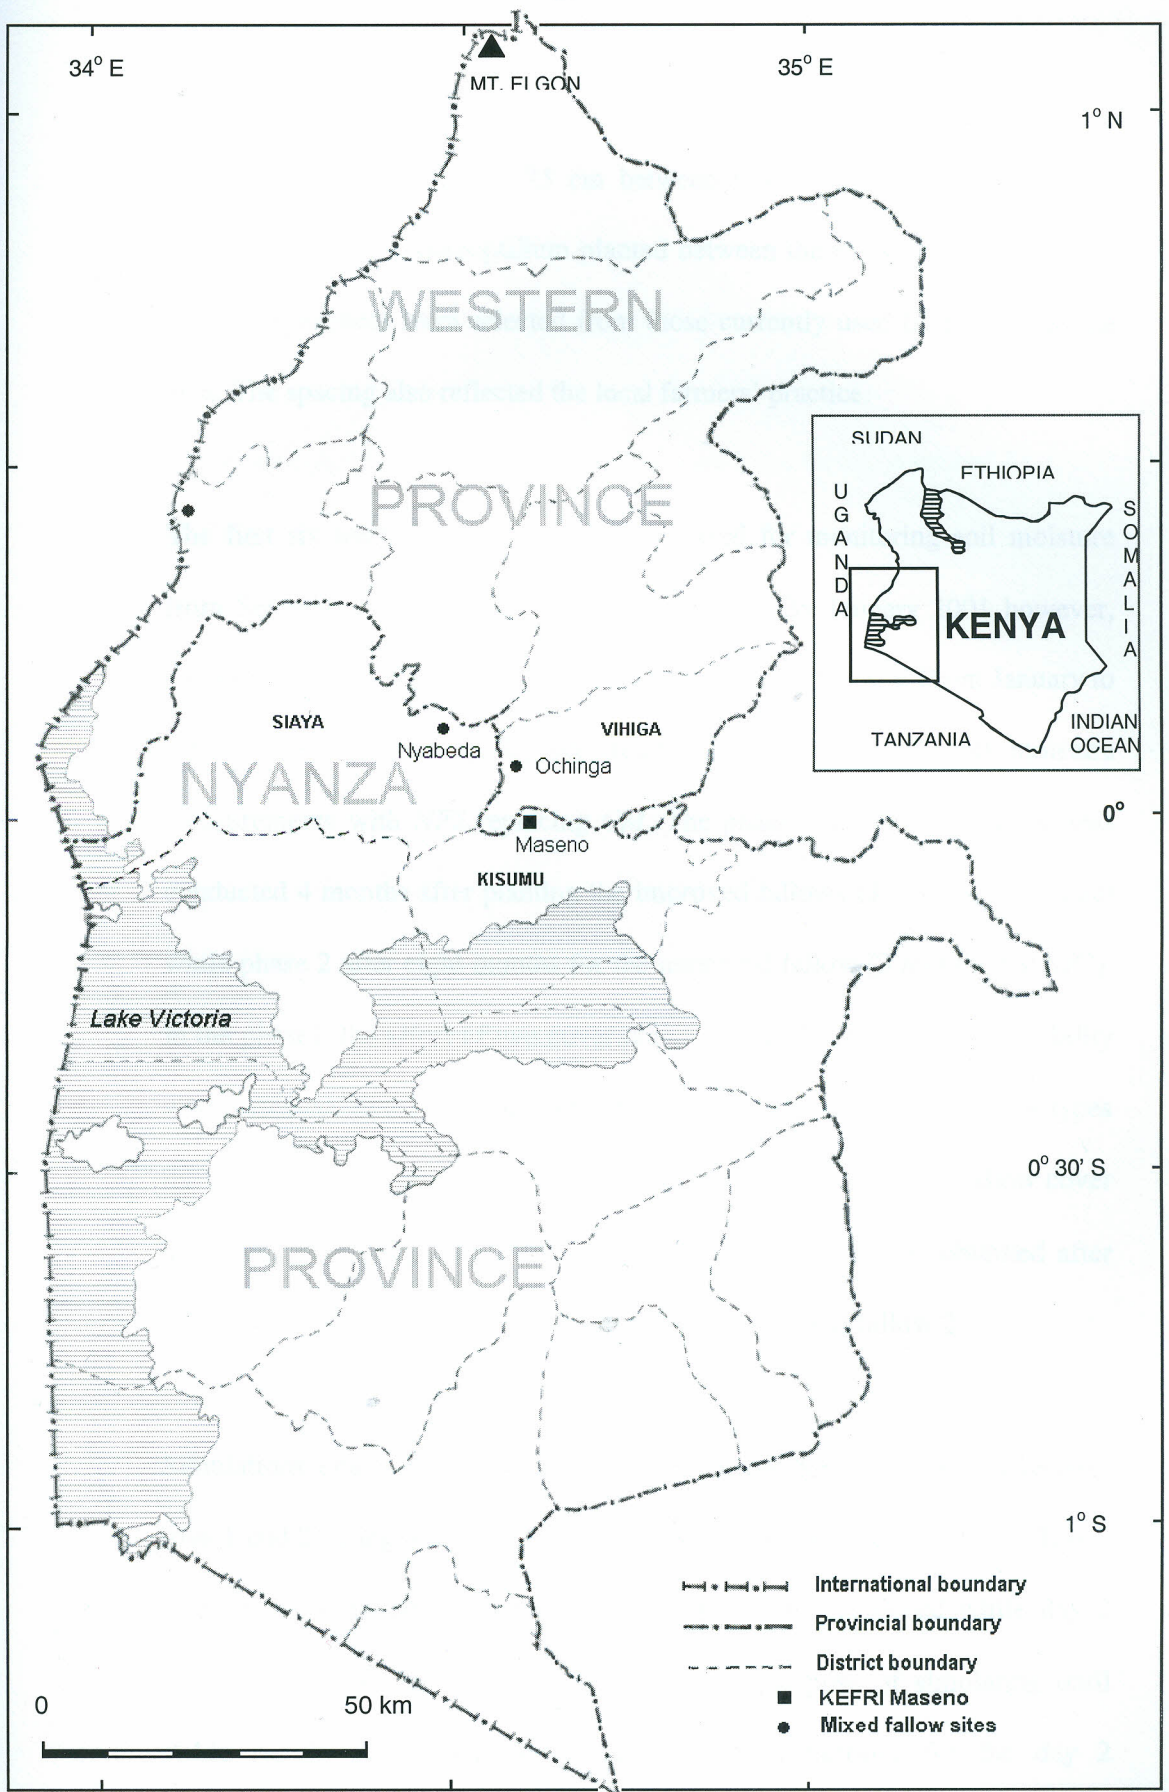 34° E
35° E
MT. ELGON
1° N
WESTERN
PROVINCE
SUDAN
ETHIOPIA
UGANDA
SOMALIA
KENYA
TANZANIA
INDIAN
OCEAN
SIAYA
VIHIGA
Nyabeda
Ochinga
NYANZA
0°
Maseno
KISUMU
Lake Victoria
0° 30' S
PROVINCE
1° S
International boundary
Provincial boundary
District boundary
KEFRI Maseno
Mixed fallow sites
0 50 km